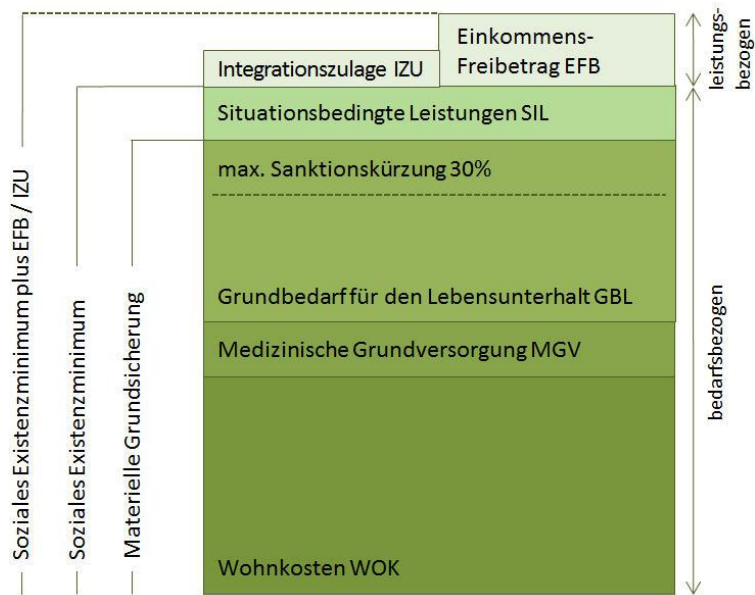 Einkommens-
Freibetrag EFB
Integrationszulage IZU
Situationsbedingte Leistungen SIL
max. Sanktionskürzung 30%
Grundbedarf für den Lebensunterhalt GBL
Medizinische Grundversorgung MGV
Wohnkosten WOK
Soziales Existenzminimum plus EFB / IZU
Soziales Existenzminimum
Materielle Grundsicherung
leistungs-
bezogen
bedarfsbezogen